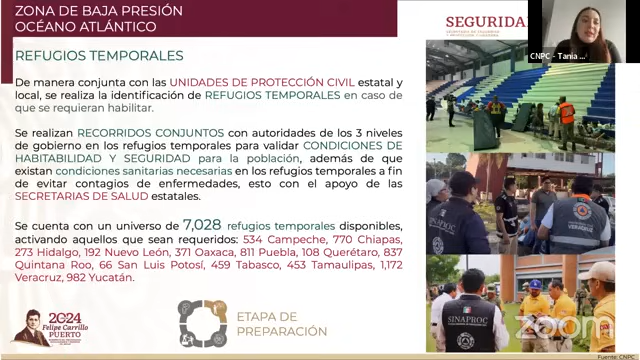 ZONA DE BAJA PRESIÓN
OCÉANO ATLÁNTICO
SEGURIDA
CNPC - Tania ...
REFUGIOS TEMPORALES
De manera conjunta con las UNIDADES DE PROTECCIÓN CIVIL estatal y
local, se realiza la identificación de REFUGIOS TEMPORALES en caso de
que se requieran habilitar.
Se realizan RECORRIDOS CONJUNTOS con autoridades de los 3 niveles
de gobierno en los refugios temporales para validar CONDICIONES DE
HABITABILIDAD Y SEGURIDAD para la población, además de que
existan condiciones sanitarias necesarias en los refugios temporales a fin
de evitar contagios de enfermedades, esto con el apoyo de las
SECRETARIAS DE SALUD estatales.
Se cuenta con un universo de 7,028 refugios temporales disponibles,
activando aquellos que sean requeridos: 534 Campeche, 770 Chiapas,
273 Hidalgo, 192 Nuevo León, 371 Oaxaca, 811 Puebla, 108 Querétaro, 837
Quintana Roo, 66 San Luis Potosí, 459 Tabasco, 453 Tamaulipas, 1,172
Veracruz, 982 Yucatán.
SINAPROC
VERACRUZ
SINAPROC
2024
Felipe Carrillo
PUERTO
ETAPA DE
PREPARACIÓN
zoom
Fuente: CNPC